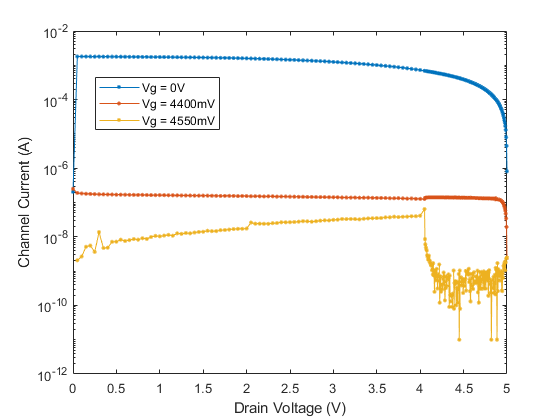 10^-2
10^-4
10^-6
10^-8
10^-10
10^-12
Channel Current (A)
Vg = 0V
Vg = 4400mV
Vg = 4550mV
0 0.5 1 1.5 2 2.5 3 3.5 4 4.5 5
Drain Voltage (V)